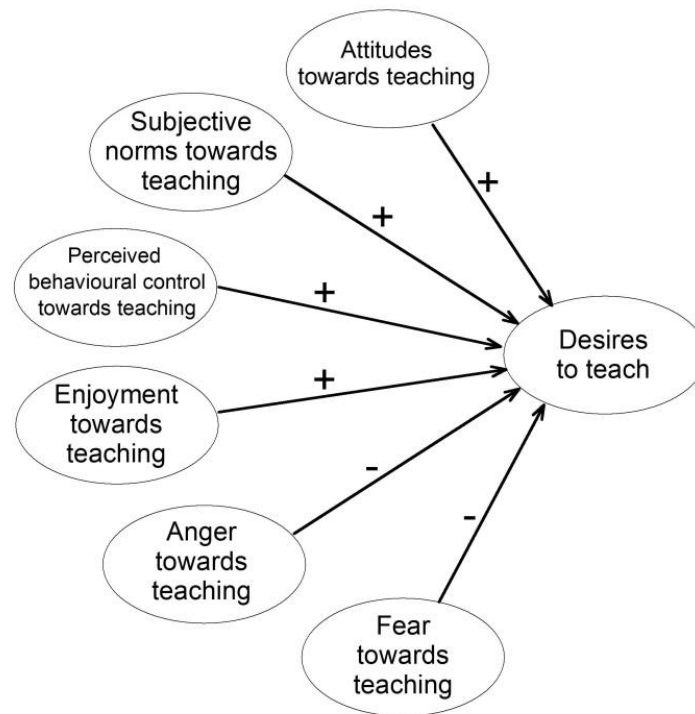 Attitudes
towards teaching
+
Subjective
norms towards
teaching
+
Perceived
behavioural control
towards teaching
+
Desires
to teach
Enjoyment
towards
teaching
+
Anger
towards
teaching
-
Fear
towards
teaching
-